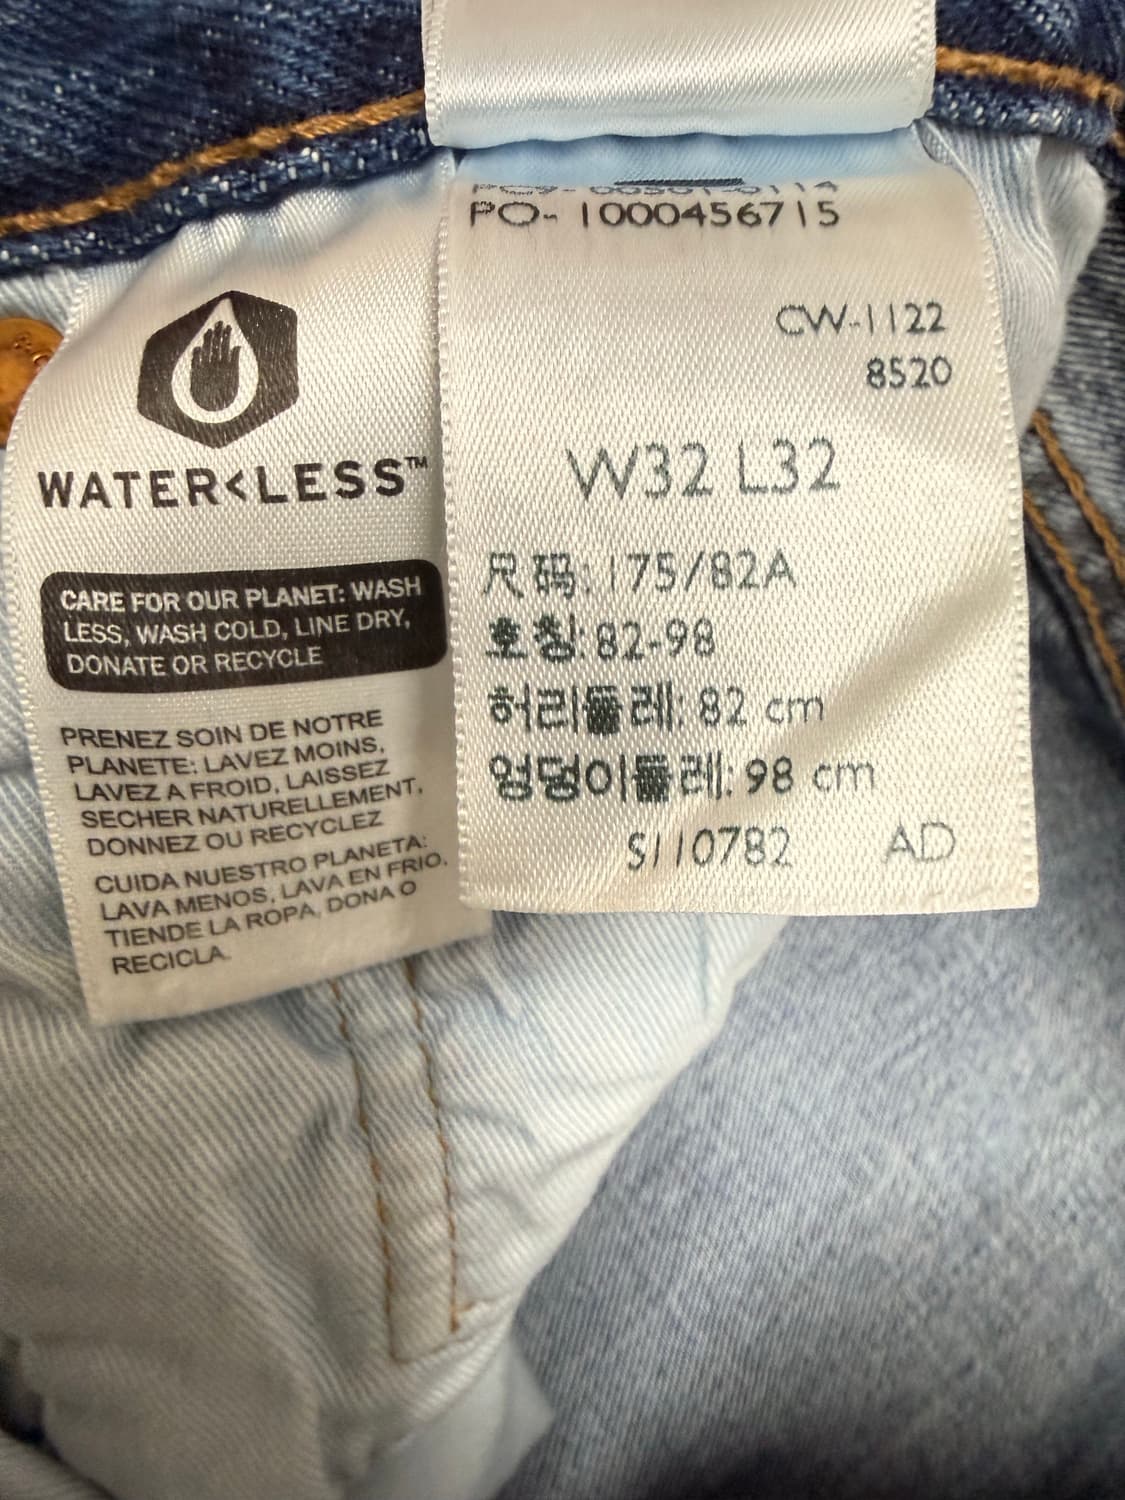 WATER<LESS™
CARE FOR OUR PLANET: WASH
LESS, WASH COLD, LINE DRY,
DONATE OR RECYCLE
PRENEZ SOIN DE NOTRE
PLANETE: LAVEZ MOINS,
LAVEZ A FROID, LAISSEZ
SECHER NATURELLEMENT,
DONNEZ OU RECYCLEZ
CUIDA NUESTRO PLANETA:
LAVA MENOS, LAVA EN FRIO,
TIENDE LA ROPA, DONA O
RECICLA.
PO- 1000456715
CW-1122
8520
W32 L32
尺码: 175/82A
호칭: 82-98
허리둘레: 82 cm
엉덩이둘레: 98 cm
S110782 AD